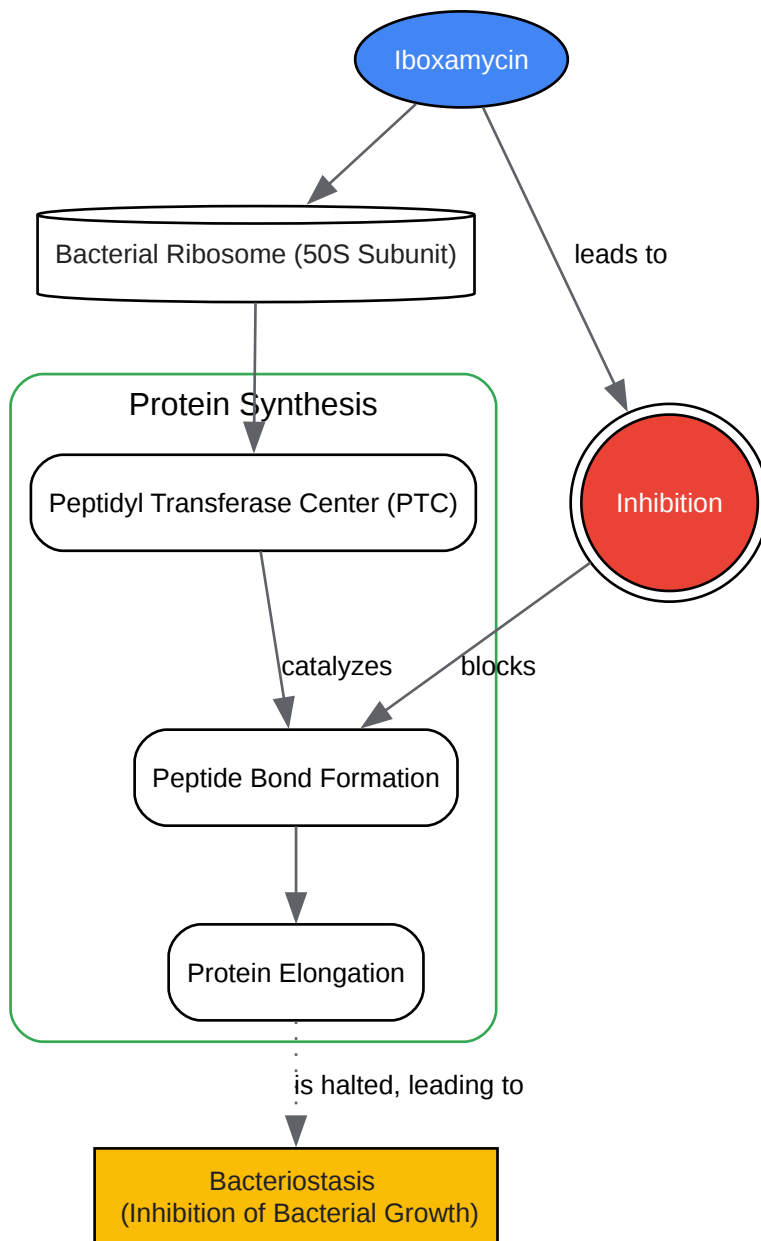 Iboxamycin
Bacterial Ribosome (50S Subunit)
leads to
Protein Synthesis
Peptidyl Transferase Center (PTC)
Inhibition
catalyzes
blocks
Peptide Bond Formation
Protein Elongation
is halted, leading to
Bacteriostasis
(Inhibition of Bacterial Growth)